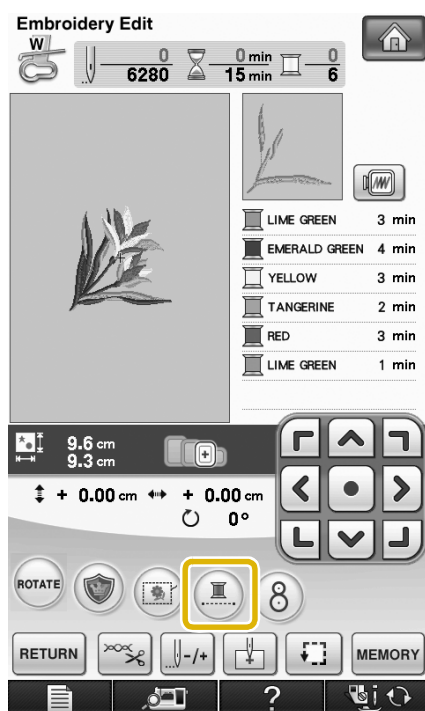 Embroidery Edit
W
0 0 min 0
6280 15 min 6
LIME GREEN 3 min
EMERALD GREEN 4 min
YELLOW 3 min
TANGERINE 2 min
RED 3 min
LIME GREEN 1 min
9.6 cm
9.3 cm
+ 0.00 cm + 0.00 cm
0°
ROTATE
8
RETURN -/+ MEMORY
? i